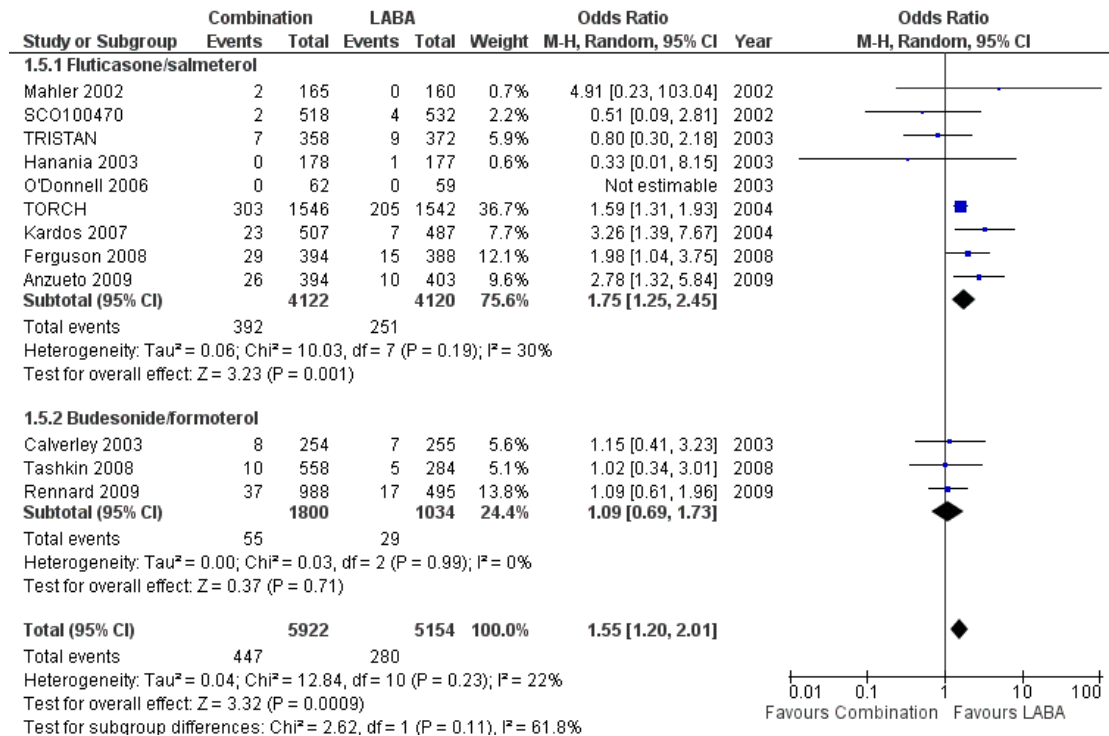 Combination LABA Odds Ratio Odds Ratio
Study or Subgroup Events Total Events Total Weight M-H, Random, 95% CI Year M-H, Random, 95% CI
1.5.1 Fluticasone/salmeterol
Mahler 2002 2 165 0 160 0.7% 4.91 [0.23, 103.04] 2002
SCO100470 2 518 4 532 2.2% 0.51 [0.09, 2.81] 2002
TRISTAN 7 358 9 372 5.9% 0.80 [0.30, 2.18] 2003
Hanania 2003 0 178 1 177 0.6% 0.33 [0.01, 8.15] 2003
O'Donnell 2006 0 62 0 59 Not estimable 2003
TORCH 303 1546 205 1542 36.7% 1.59 [1.31, 1.93] 2004
Kardos 2007 23 507 7 487 7.7% 3.26 [1.39, 7.67] 2004
Ferguson 2008 29 394 15 388 12.1% 1.98 [1.04, 3.75] 2008
Anzueto 2009 26 394 10 403 9.6% 2.78 [1.32, 5.84] 2009
Subtotal (95% CI) 4122 4120 75.6% 1.75 [1.25, 2.45]
Total events 392 251
Heterogeneity: Tau² = 0.06; Chi² = 10.03, df = 7 (P = 0.19); I² = 30%
Test for overall effect: Z = 3.23 (P = 0.001)
1.5.2 Budesonide/formoterol
Calverley 2003 8 254 7 255 5.6% 1.15 [0.41, 3.23] 2003
Tashkin 2008 10 558 5 284 5.1% 1.02 [0.34, 3.01] 2008
Rennard 2009 37 988 17 495 13.8% 1.09 [0.61, 1.96] 2009
Subtotal (95% CI) 1800 1034 24.4% 1.09 [0.69, 1.73]
Total events 55 29
Heterogeneity: Tau² = 0.00; Chi² = 0.03, df = 2 (P = 0.99); I² = 0%
Test for overall effect: Z = 0.37 (P = 0.71)
Total (95% CI) 5922 5154 100.0% 1.55 [1.20, 2.01]
Total events 447 280
Heterogeneity: Tau² = 0.04; Chi² = 12.84, df = 10 (P = 0.23); I² = 22%
Test for overall effect: Z = 3.32 (P = 0.0009)
Test for subgroup differences: Chi² = 2.62, df = 1 (P = 0.11), I² = 61.8%
0.01 0.1 1 10 100
Favours Combination Favours LABA